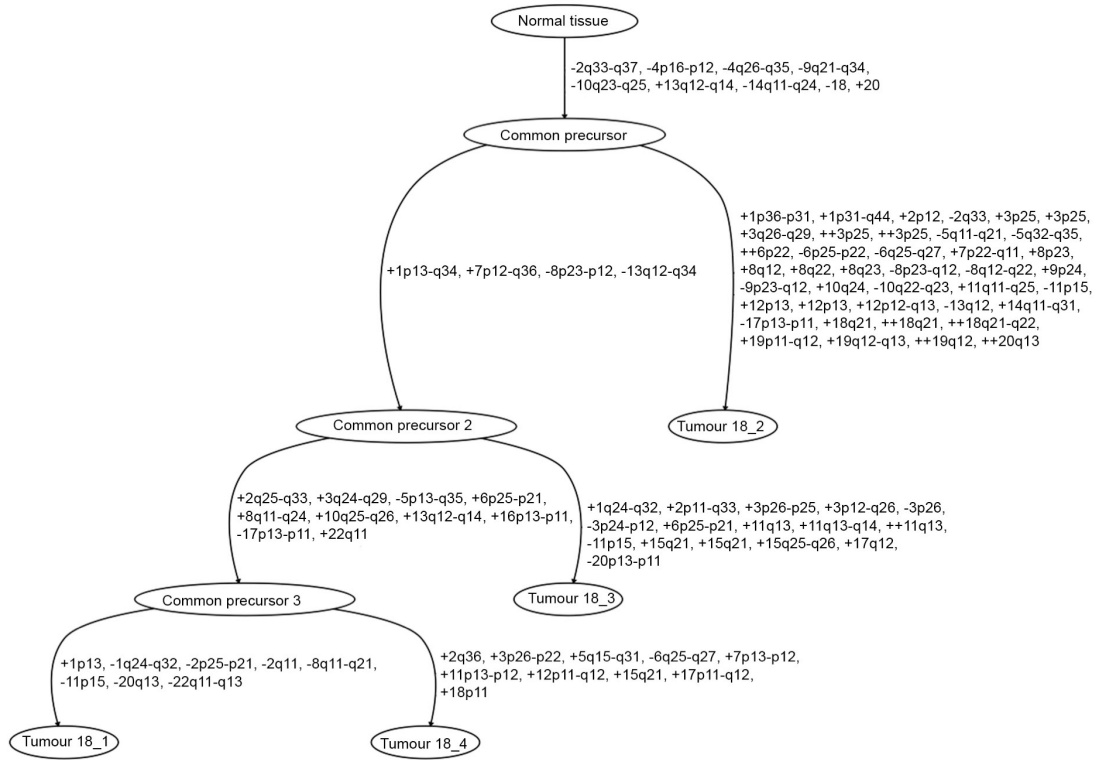 Normal tissue
-2q33-q37, -4p16-p12, -4q26-q35, -9q21-q34,
-10q23-q25, +13q12-q14, -14q11-q24, -18, +20
Common precursor
+1p13-q34, +7p12-q36, -8p23-p12, -13q12-q34
+1p36-p31, +1p31-q44, +2p12, -2q33, +3p25, +3p25,
+3q26-q29, ++3p25, ++3p25, -5q11-q21, -5q32-q35,
++6p22, -6p25-p22, -6q25-q27, +7p22-q11, +8p23,
+8q12, +8q22, +8q23, -8p23-q12, -8q12-q22, +9p24,
-9p23-q12, +10q24, -10q22-q23, +11q11-q25, -11p15,
+12p13, +12p13, +12p12-q13, -13q12, +14q11-q31,
-17p13-p11, +18q21, ++18q21, ++18q21-q22,
+19p11-q12, +19q12-q13, ++19q12, ++20q13
Common precursor 2
Tumour 18_2
+2q25-q33, +3q24-q29, -5p13-q35, +6p25-p21,
+8q11-q24, +10q25-q26, +13q12-q14, +16p13-p11,
-17p13-p11, +22q11
+1q24-q32, +2p11-q33, +3p26-p25, +3p12-q26, -3p26,
-3p24-p12, +6p25-p21, +11q13, +11q13-q14, ++11q13,
-11p15, +15q21, +15q21, +15q25-q26, +17q12,
-20p13-p11
Common precursor 3
Tumour 18_3
+1p13, -1q24-q32, -2p25-p21, -2q11, -8q11-q21,
-11p15, -20q13, -22q11-q13
+2q36, +3p26-p22, +5q15-q31, -6q25-q27, +7p13-p12,
+11p13-p12, +12p11-q12, +15q21, +17p11-q12,
+18p11
Tumour 18_1
Tumour 18_4